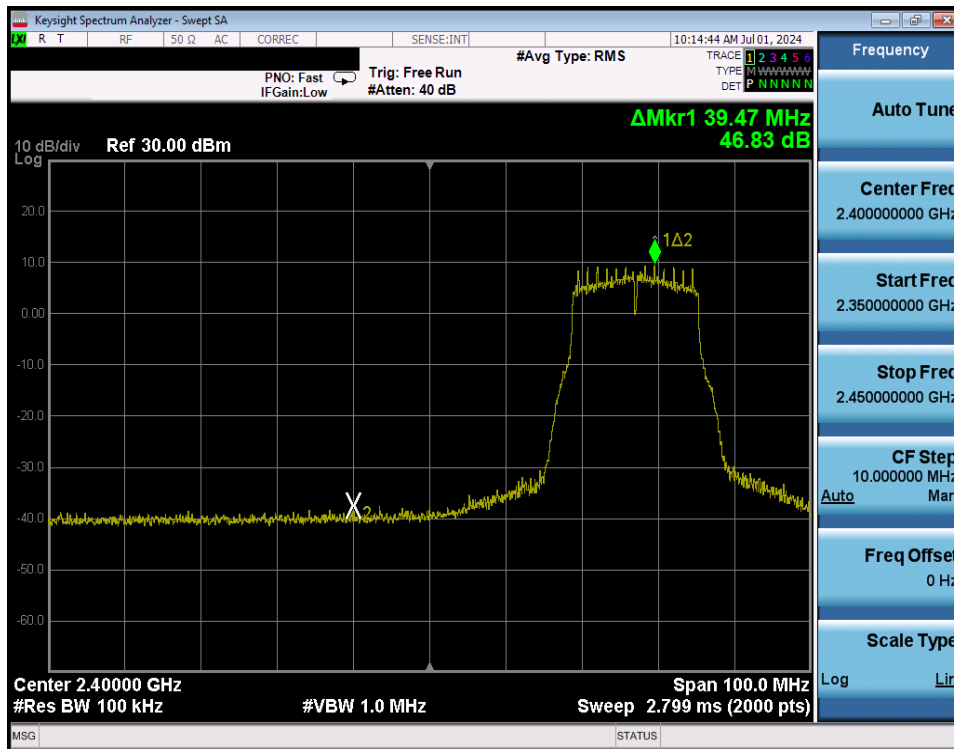 Keysight Spectrum Analyzer - Swept SA
LXI R T RF 50 Ω AC CORREC SENSE:INT 10:14:44 AM Jul 01, 2024
PNO: Fast
IFGain:Low
Trig: Free Run
#Atten: 40 dB
#Avg Type: RMS
TRACE 1 2 3 4 5 6
TYPE M WWWWW
DET P N N N N N
ΔMkr1 39.47 MHz
46.83 dB
10 dB/div Ref 30.00 dBm
Log
20.0
10.0
0.00
-10.0
-20.0
-30.0
-40.0
-50.0
-60.0
1Δ2
X2
Center 2.40000 GHz Span 100.0 MHz
#Res BW 100 kHz #VBW 1.0 MHz Sweep 2.799 ms (2000 pts)
MSG STATUS
Frequency
Auto Tune
Center Freq
2.400000000 GHz
Start Freq
2.350000000 GHz
Stop Freq
2.450000000 GHz
CF Step
10.000000 MHz
Auto Man
Freq Offset
0 Hz
Scale Type
Log Lin